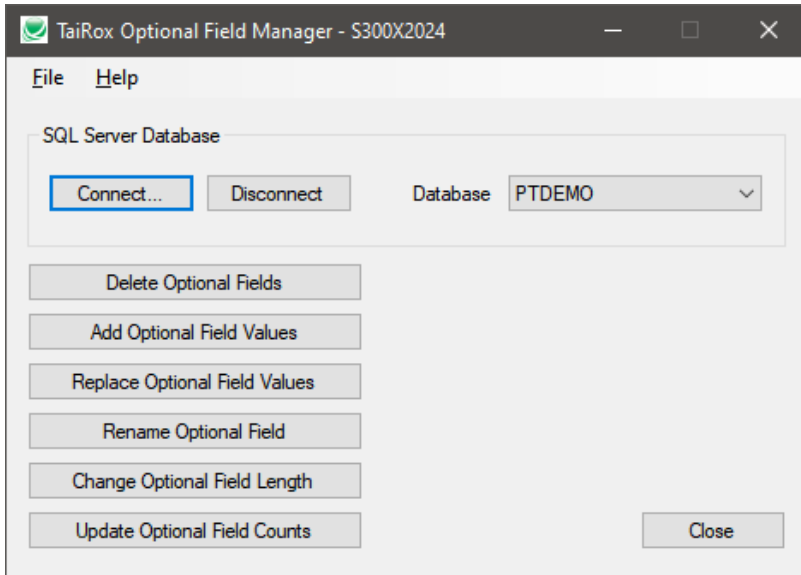 TaiRox Optional Field Manager - S300X2024
File Help
SQL Server Database
Connect... Disconnect Database PTDEMO
Delete Optional Fields
Add Optional Field Values
Replace Optional Field Values
Rename Optional Field
Change Optional Field Length
Update Optional Field Counts Close